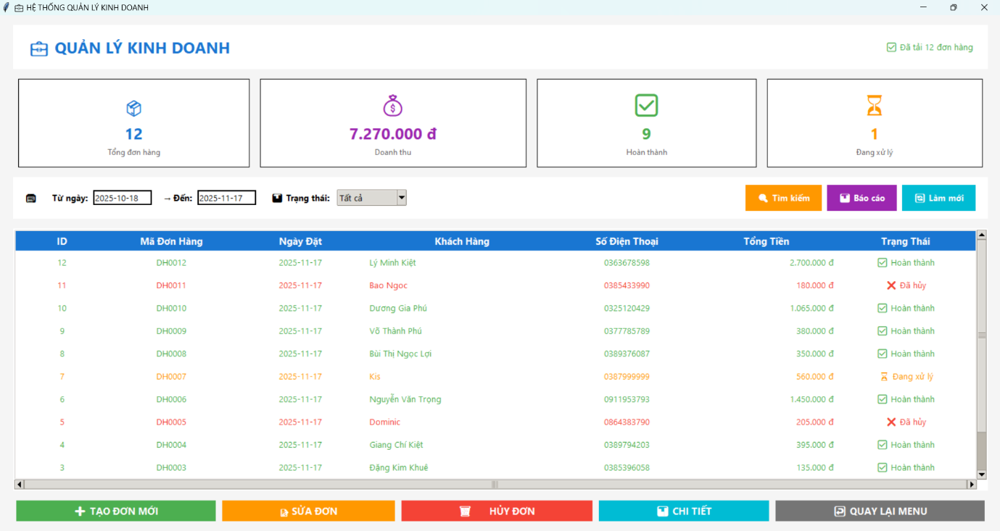 HỆ THỐNG QUẢN LÝ KINH DOANH
QUẢN LÝ KINH DOANH
Đã tải 12 đơn hàng
12
Tổng đơn hàng
7.270.000 đ
Doanh thu
9
Hoàn thành
1
Đang xử lý
Từ ngày: 2025-10-18 → Đến: 2025-11-17 Trạng thái: Tất cả Tìm kiếm Báo cáo Làm mới
ID Mã Đơn Hàng Ngày Đặt Khách Hàng Số Điện Thoại Tổng Tiền Trạng Thái
12 DH0012 2025-11-17 Lý Minh Kiệt 0363678598 2.700.000 đ Hoàn thành
11 DH0011 2025-11-17 Bao Ngoc 0385433990 180.000 đ Đã hủy
10 DH0010 2025-11-17 Dương Gia Phú 0325120429 1.065.000 đ Hoàn thành
9 DH0009 2025-11-17 Võ Thành Phú 0377785789 380.000 đ Hoàn thành
8 DH0008 2025-11-17 Bùi Thị Ngọc Lợi 0389376087 350.000 đ Hoàn thành
7 DH0007 2025-11-17 Kis 0387999999 560.000 đ Đang xử lý
6 DH0006 2025-11-17 Nguyễn Văn Trọng 0911953793 1.450.000 đ Hoàn thành
5 DH0005 2025-11-17 Dominic 0864383790 205.000 đ Đã hủy
4 DH0004 2025-11-17 Giang Chí Kiệt 0389794203 395.000 đ Hoàn thành
3 DH0003 2025-11-17 Đặng Kim Khuê 0385396058 135.000 đ Hoàn thành
TẠO ĐƠN MỚI SỬA ĐƠN HỦY ĐƠN CHI TIẾT QUAY LẠI MENU